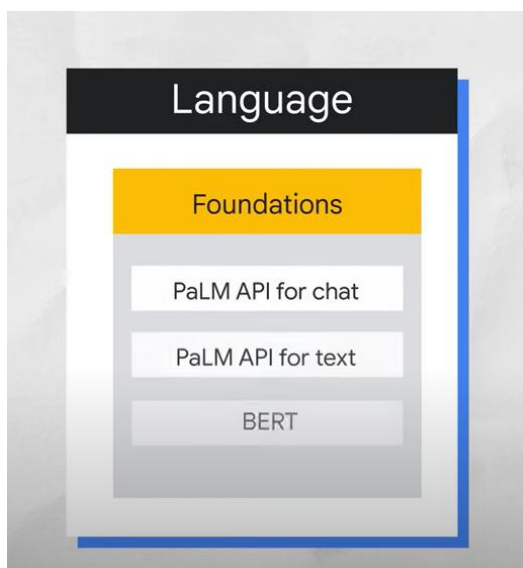 Language
Foundations
PaLM API for chat
PaLM API for text
BERT